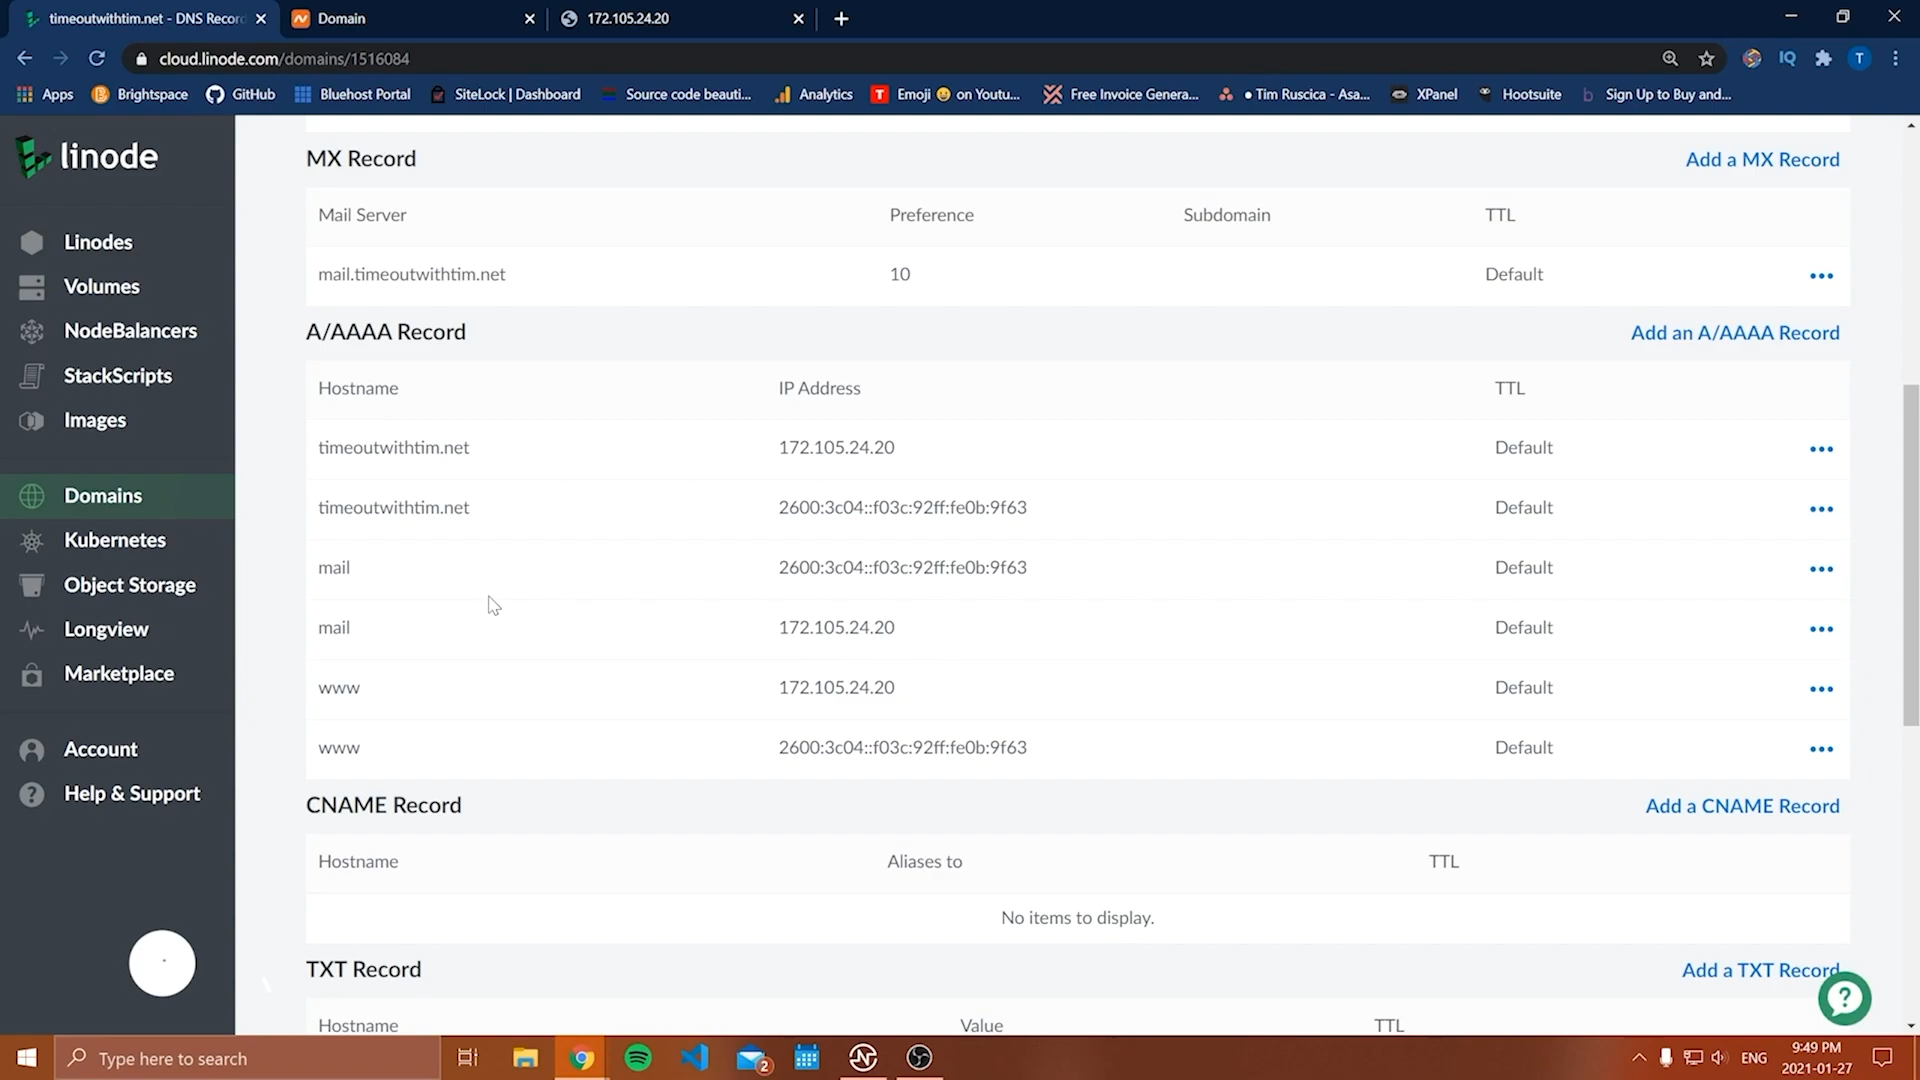 timeoutwithtim.net - DNS Recor
Domain
172.105.24.20
cloud.linode.com/domains/1516084
IQ
T
Apps
Brightspace
GitHub
Bluehost Portal
SiteLock | Dashboard
Source code beauti...
Analytics
T
Emoji 😀 on Youtu...
Free Invoice Genera...
● Tim Ruscica - Asa...
XPanel
Hootsuite
b
Sign Up to Buy and...
linode
Linodes
Volumes
NodeBalancers
StackScripts
Images
Domains
Kubernetes
Object Storage
Longview
Marketplace
Account
Help & Support
MX Record
Add a MX Record
Mail Server Preference Subdomain TTL
mail.timeoutwithtim.net 10 Default
A/AAAA Record
Add an A/AAAA Record
Hostname IP Address TTL
timeoutwithtim.net 172.105.24.20 Default
timeoutwithtim.net 2600:3c04::f03c:92ff:fe0b:9f63 Default
mail 2600:3c04::f03c:92ff:fe0b:9f63 Default
mail 172.105.24.20 Default
www 172.105.24.20 Default
www 2600:3c04::f03c:92ff:fe0b:9f63 Default
CNAME Record
Add a CNAME Record
Hostname Aliases to TTL
No items to display.
TXT Record
Add a TXT Record
Hostname Value TTL
Type here to search
2
ENG
9:49 PM
2021-01-27